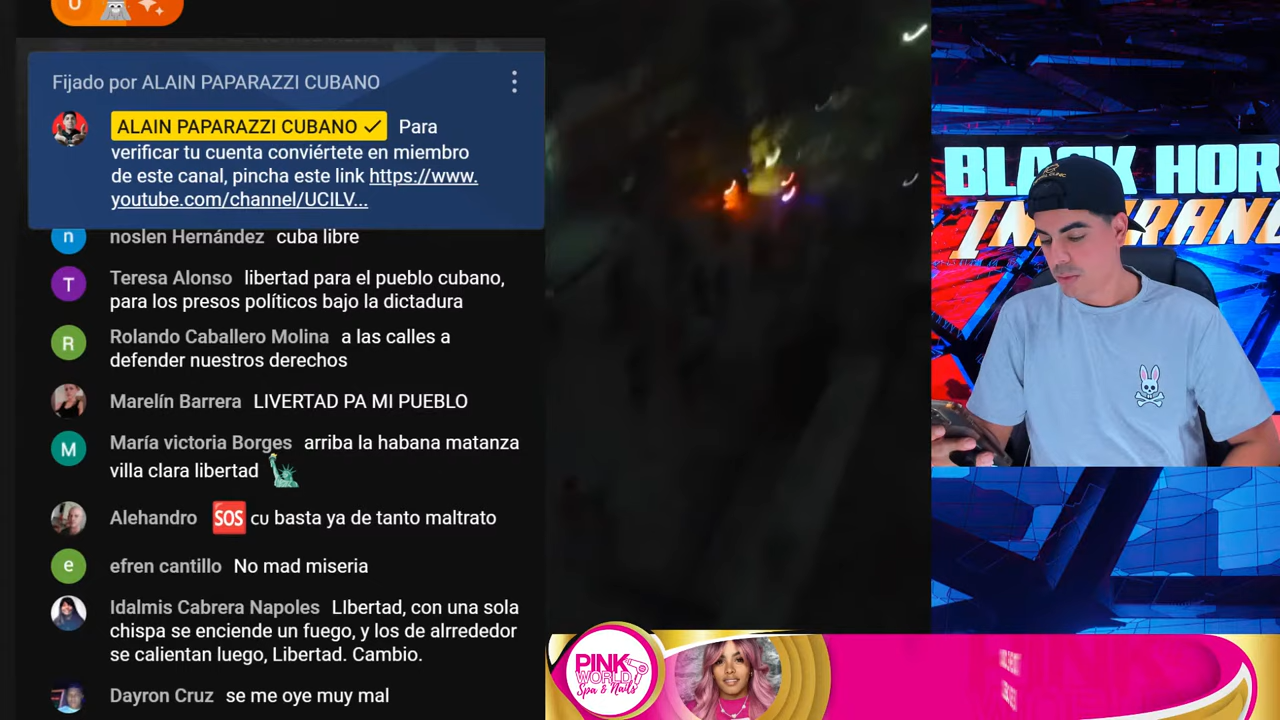 Fijado por ALAIN PAPARAZZI CUBANO
ALAIN PAPARAZZI CUBANO Para
verificar tu cuenta conviértete en miembro
de este canal, pincha este link https://www.
youtube.com/channel/UCILV...
noslen Hernández cuba libre
Teresa Alonso libertad para el pueblo cubano,
para los presos políticos bajo la dictadura
Rolando Caballero Molina a las calles a
defender nuestros derechos
Marelín Barrera LIVERTAD PA MI PUEBLO
María victoria Borges arriba la habana matanza
villa clara libertad
Alehandro SOS CU basta ya de tanto maltrato
efren cantillo No mad miseria
Idalmis Cabrera Napoles LIbertad, con una sola
chispa se enciende un fuego, y los de alrrededor
se calientan luego, Libertad. Cambio.
Dayron Cruz se me oye muy mal
n
T
R
M
e
BLACK HOR
PINK
WORLD
Spa & Nails